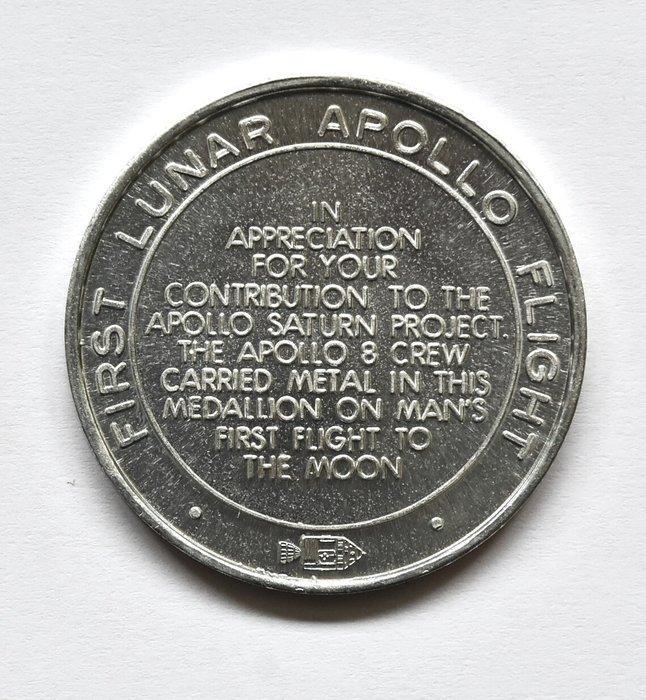 FIRST LUNAR APOLLO FLIGHT
IN
APPRECIATION
FOR YOUR
CONTRIBUTION TO THE
APOLLO SATURN PROJECT.
THE APOLLO 8 CREW
CARRIED METAL IN THIS
MEDALLION ON MAN'S
FIRST FLIGHT TO
THE MOON